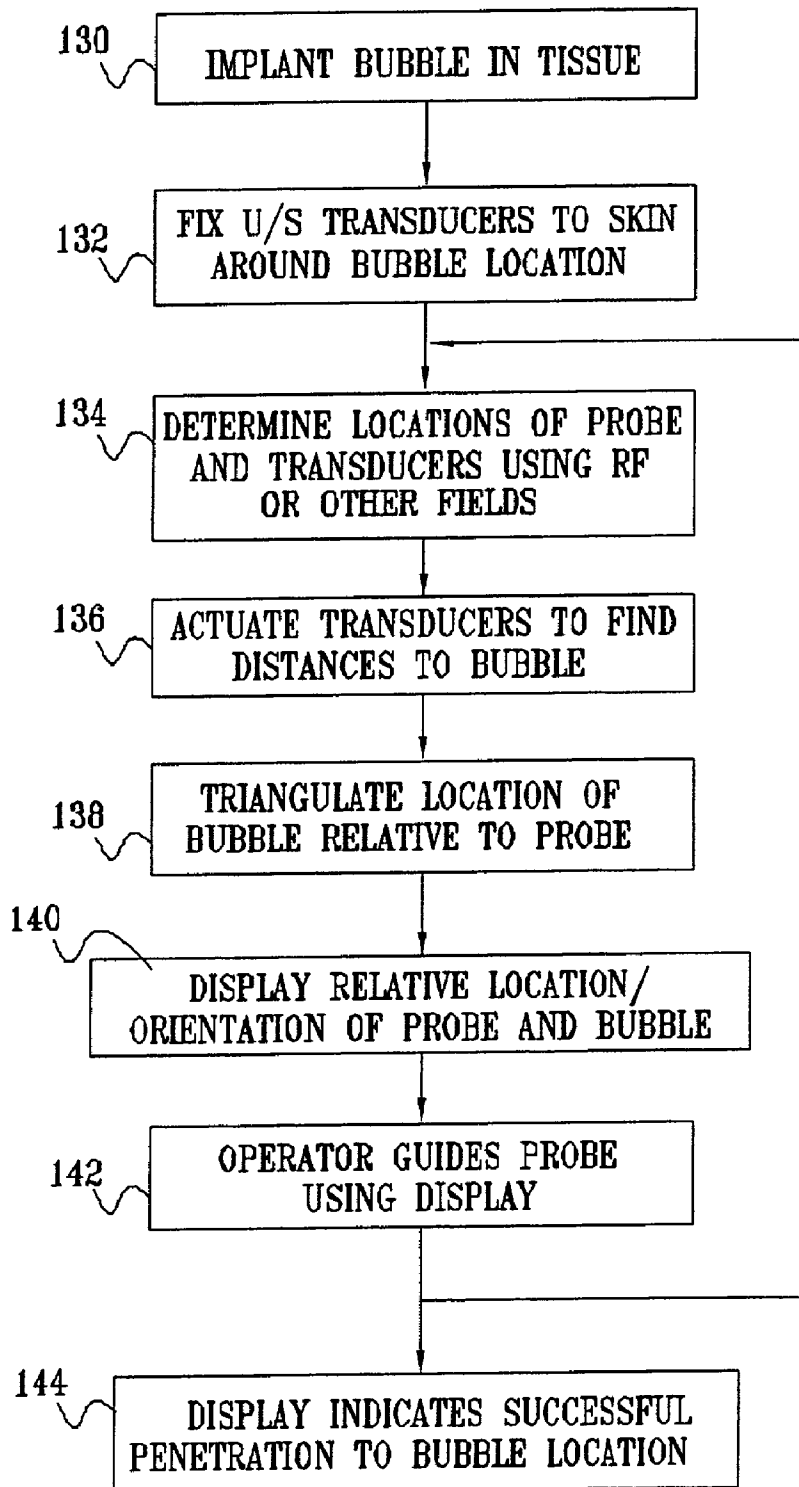 130
IMPLANT BUBBLE IN TISSUE
132
FIX U/S TRANSDUCERS TO SKIN
AROUND BUBBLE LOCATION
134
DETERMINE LOCATIONS OF PROBE
AND TRANSDUCERS USING RF
OR OTHER FIELDS
136
ACTUATE TRANSDUCERS TO FIND
DISTANCES TO BUBBLE
138
TRIANGULATE LOCATION OF
BUBBLE RELATIVE TO PROBE
140
DISPLAY RELATIVE LOCATION/
ORIENTATION OF PROBE AND BUBBLE
142
OPERATOR GUIDES PROBE
USING DISPLAY
144
DISPLAY INDICATES SUCCESSFUL
PENETRATION TO BUBBLE LOCATION